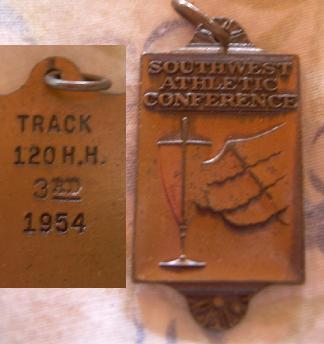 TRACK
120 H.H.
3RD
1954
SOUTHWEST
ATHLETIC
CONFERENCE